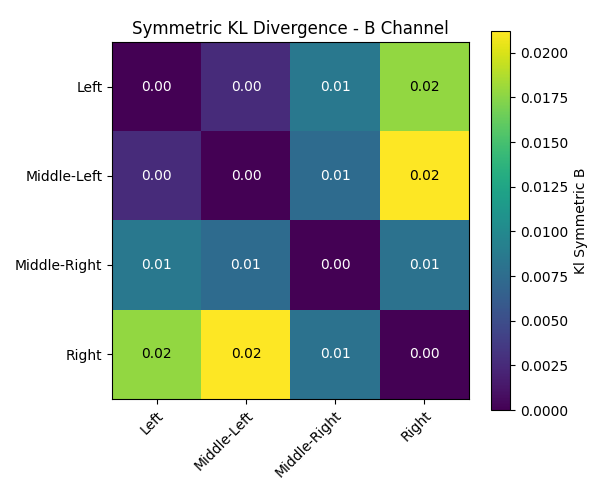 Symmetric KL Divergence - B Channel
Left 0.00 0.00 0.01 0.02
Middle-Left 0.00 0.00 0.01 0.02
Middle-Right 0.01 0.01 0.00 0.01
Right 0.02 0.02 0.01 0.00
Left Middle-Left Middle-Right Right
0.0200
0.0175
0.0150
0.0125
0.0100
0.0075
0.0050
0.0025
0.0000
Kl Symmetric B